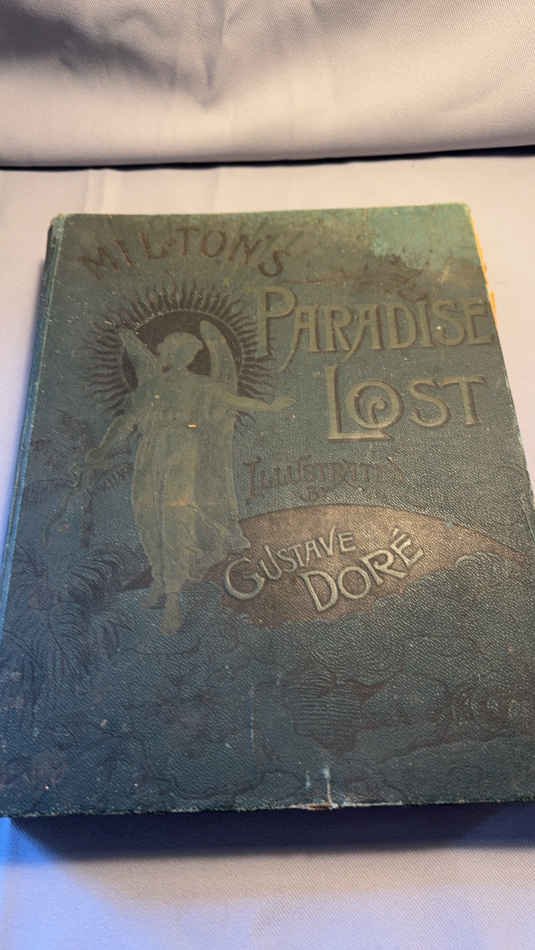 MILTON'S
PARADISE
LOST
ILLUSTRATED
BY
GUSTAVE
DORÉ